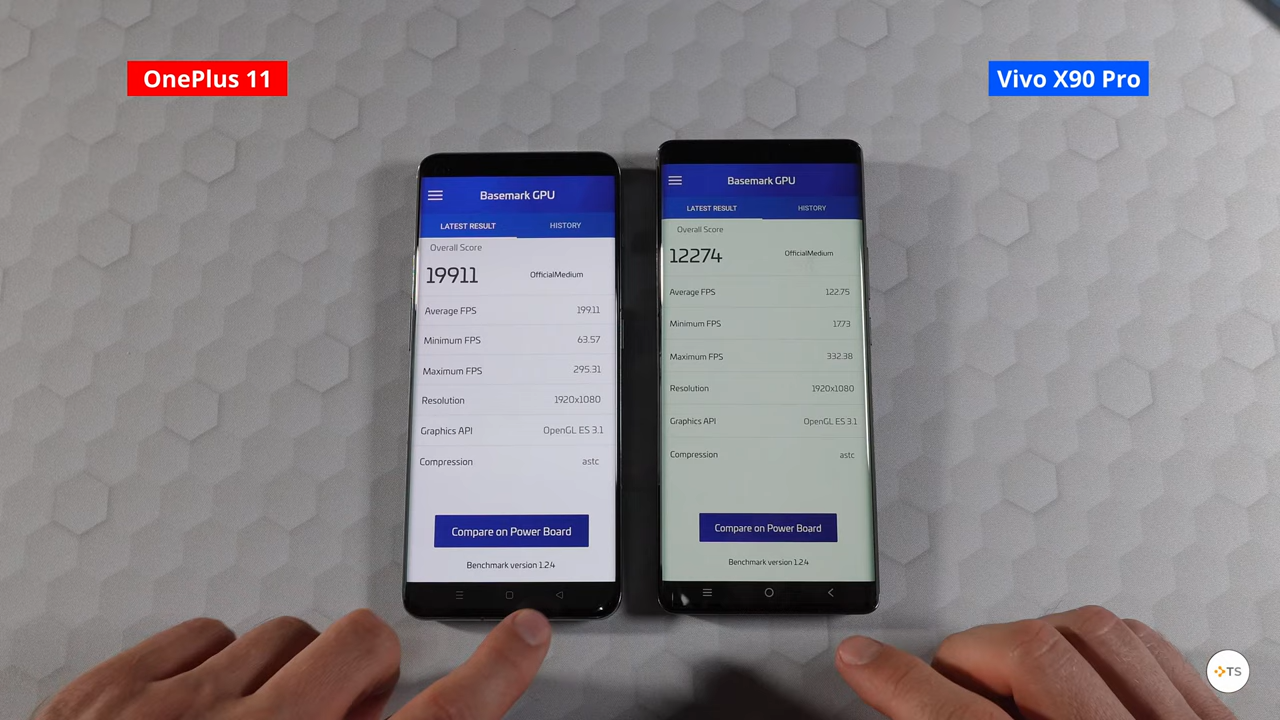 OnePlus 11
Vivo X90 Pro
Basemark GPU
LATEST RESULT HISTORY
Overall Score
19911 OfficialMedium
Average FPS 199.11
Minimum FPS 63.57
Maximum FPS 295.31
Resolution 1920x1080
Graphics API OpenGL ES 3.1
Compression astc
Compare on Power Board
Benchmark version 1.2.4
Basemark GPU
LATEST RESULT HISTORY
Overall Score
12274 OfficialMedium
Average FPS 122.75
Minimum FPS 17.73
Maximum FPS 332.38
Resolution 1920x1080
Graphics API OpenGL ES 3.1
Compression astc
Compare on Power Board
Benchmark version 1.2.4
TS